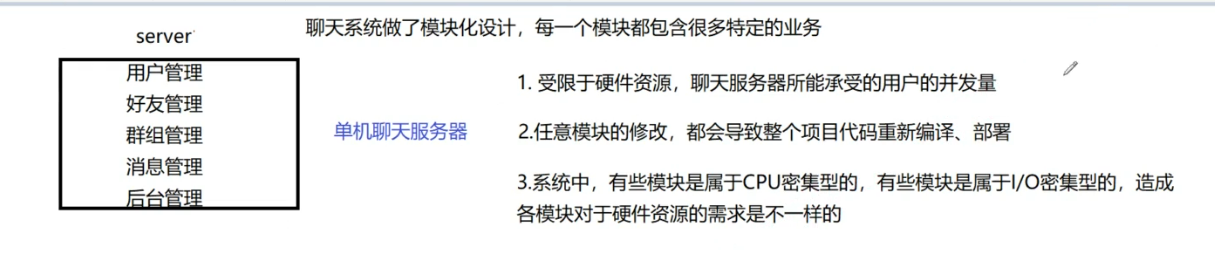 server
聊天系统做了模块化设计，每一个模块都包含很多特定的业务
用户管理
好友管理
群组管理
消息管理
后台管理
单机聊天服务器
1. 受限于硬件资源，聊天服务器所能承受的用户的并发量
2.任意模块的修改，都会导致整个项目代码重新编译、部署
3.系统中，有些模块是属于CPU密集型的，有些模块是属于I/O密集型的，造成
各模块对于硬件资源的需求是不一样的